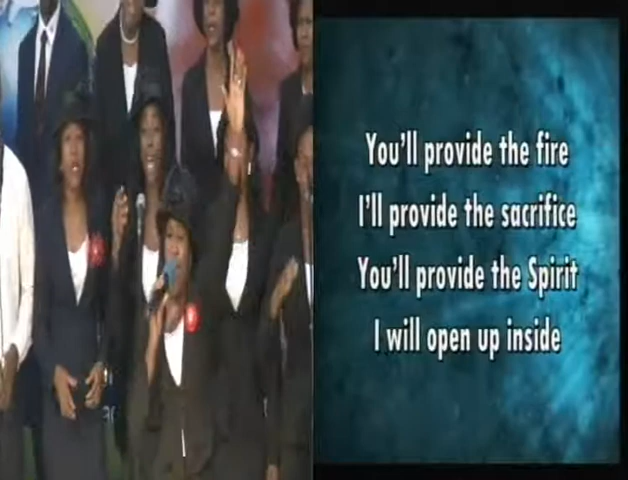 You'll provide the fire
I'll provide the sacrifice
You'll provide the Spirit
I will open up inside